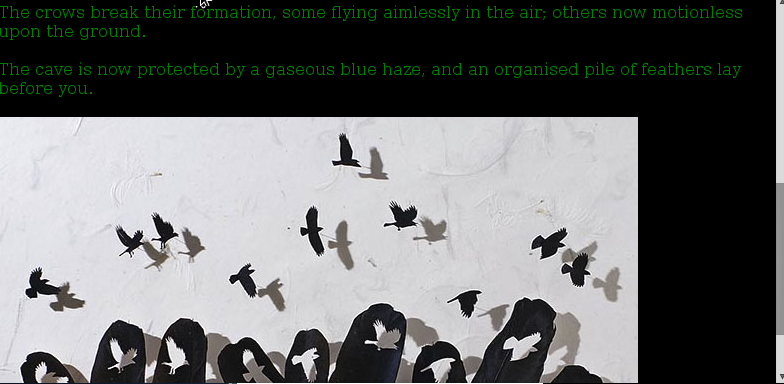 The crows break their formation, some flying aimlessly in the air; others now motionless
upon the ground.
The cave is now protected by a gaseous blue haze, and an organised pile of feathers lay
before you.